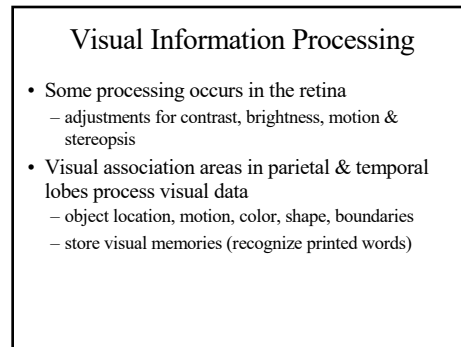 Visual Information Processing
• Some processing occurs in the retina
– adjustments for contrast, brightness, motion &
stereopsis
• Visual association areas in parietal & temporal
lobes process visual data
– object location, motion, color, shape, boundaries
– store visual memories (recognize printed words)